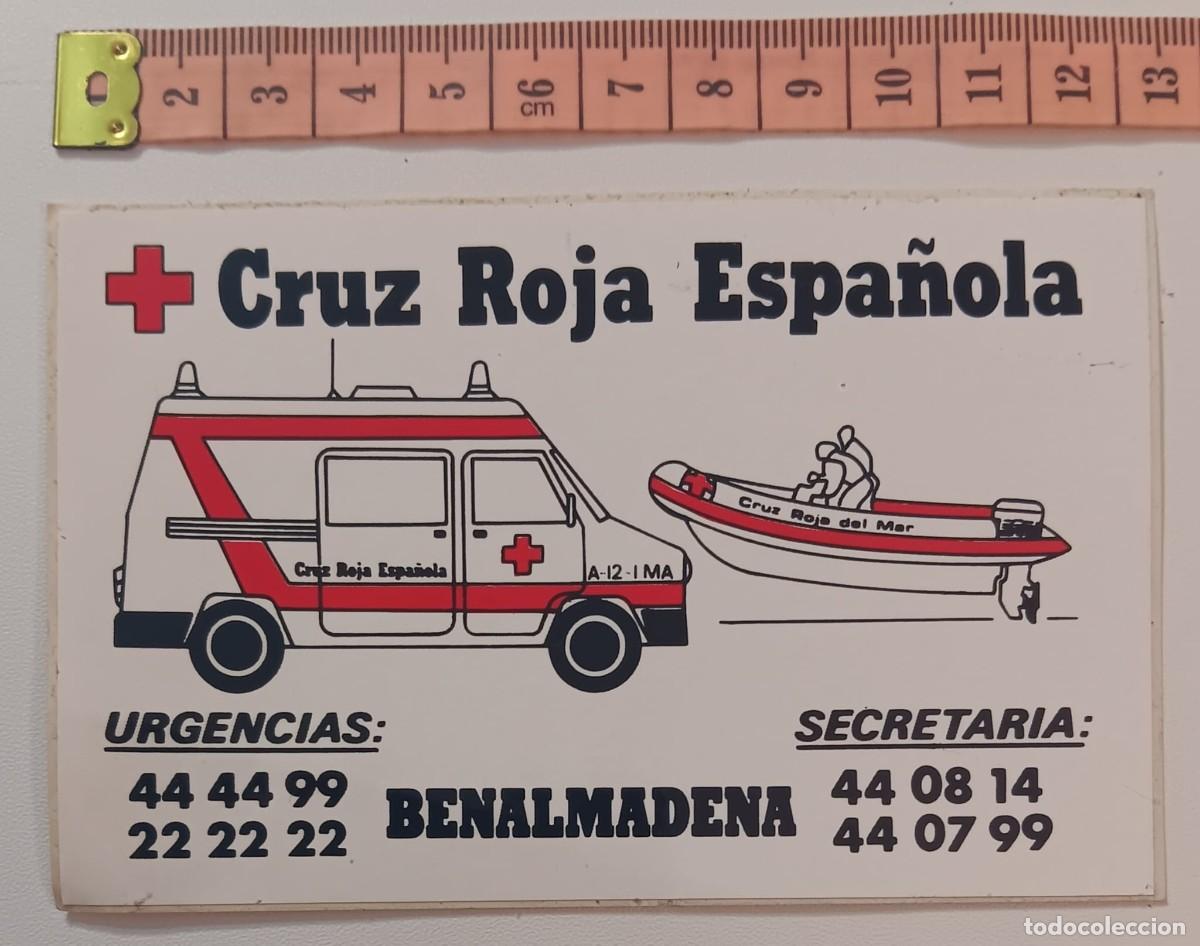 2 3 4 5 6 7 8 9 10 11 12 13
cm
Cruz Roja Española
Cruz Roja del Mar
Cruz Roja Española
A-12-1 MA
URGENCIAS:
44 44 99
22 22 22
BENALMADENA
SECRETARIA:
44 08 14
44 07 99
todocoleccion